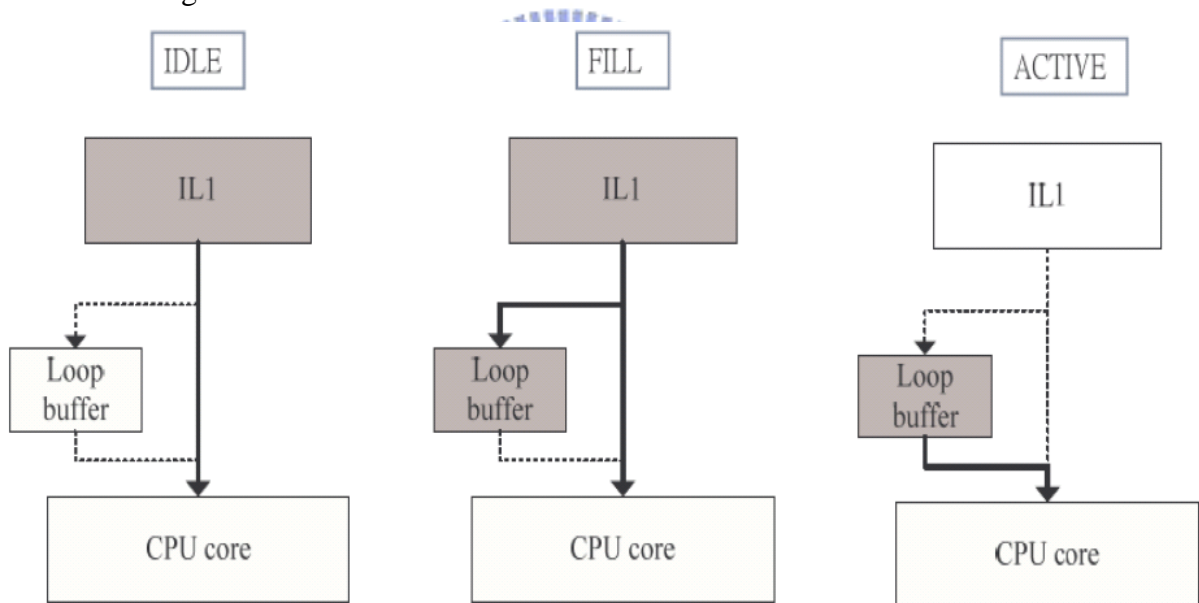 IDLE
IL1
Loop
buffer
CPU core
FILL
IL1
Loop
buffer
CPU core
ACTIVE
IL1
Loop
buffer
CPU core